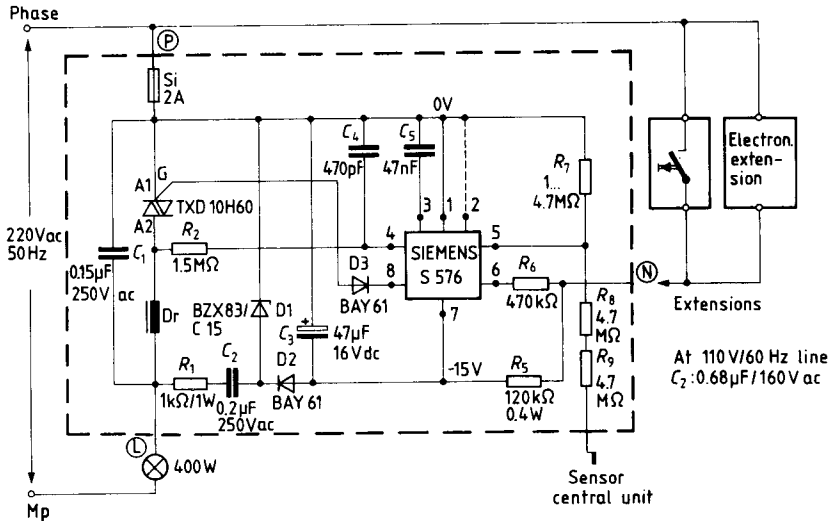 Phase
P
Si
2A
0V
C4
470pF
C5
47nF
R7
1...
4.7MΩ
Electron.
exten-
sion
A1
G
TXD 10H60
A2
3
1
2
220Vac
50Hz
R2
1.5MΩ
4
SIEMENS
S 576
5
C1
0.15µF
250V ac
D3
BAY 61
8
6
R6
470kΩ
N
Extensions
7
Dr
BZX83/
C 15
D1
C3
+
47µF
16Vdc
R8
4.7
MΩ
R1
1kΩ/1W
C2
0.2µF
250Vac
D2
BAY 61
-15V
R5
120kΩ
0.4W
R9
4.7
MΩ
At 110V/60 Hz line
C2:0.68µF/160V ac
L
400W
Mp
Sensor
central unit